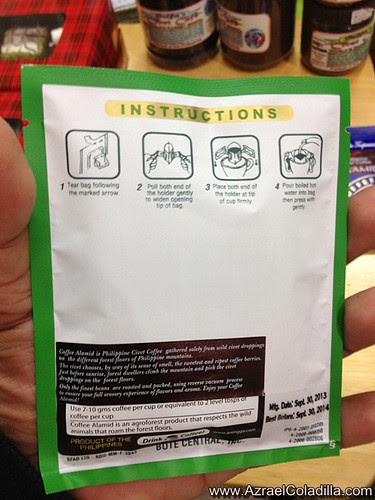 INSTRUCTIONS
1 Tear bag following
the marked arrow.
2 Pull both end of
the holder gently
to widen opening
tip of bag.
3 Place both end of
the holder at tip
of cup firmly.
4 Pour boiled hot
water into bag
then press with
gently.
Coffee Alamid is Philippine Civet Coffee gathered solely from wild civet droppings
on the different forest floors of Philippine mountains.
The civet chooses, by way of its sense of smell, the sweetest and ripest coffee berries.
Just before sunrise, forest dwellers climb the mountain and pick the civet
droppings on the forest floors.
Only the finest beans are roasted and packed, using reverse vacuum process
to ensure your full sensory experience of flavors and aroma. Enjoy your Coffee
Alamid!
Use 7-10 gms coffee per cup or equivalent to 2 level tbsps of
coffee per cup
Coffee Alamid is an agroforest product that respects the wild
animals that roam the forest floors.
PRODUCT OF THE
PHILIPPINES
Drink
BOTE CENTRAL, INC.
Mfg. Date: Sept. 30, 2013
Best Before: Sept. 30, 2014
www.AzraelColadilla.com